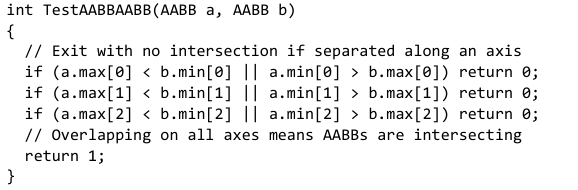 int TestAABBAABB(AABB a, AABB b)
{
  // Exit with no intersection if separated along an axis
  if (a.max[0] < b.min[0] || a.min[0] > b.max[0]) return 0;
  if (a.max[1] < b.min[1] || a.min[1] > b.max[1]) return 0;
  if (a.max[2] < b.min[2] || a.min[2] > b.max[2]) return 0;
  // Overlapping on all axes means AABBs are intersecting
  return 1;
}